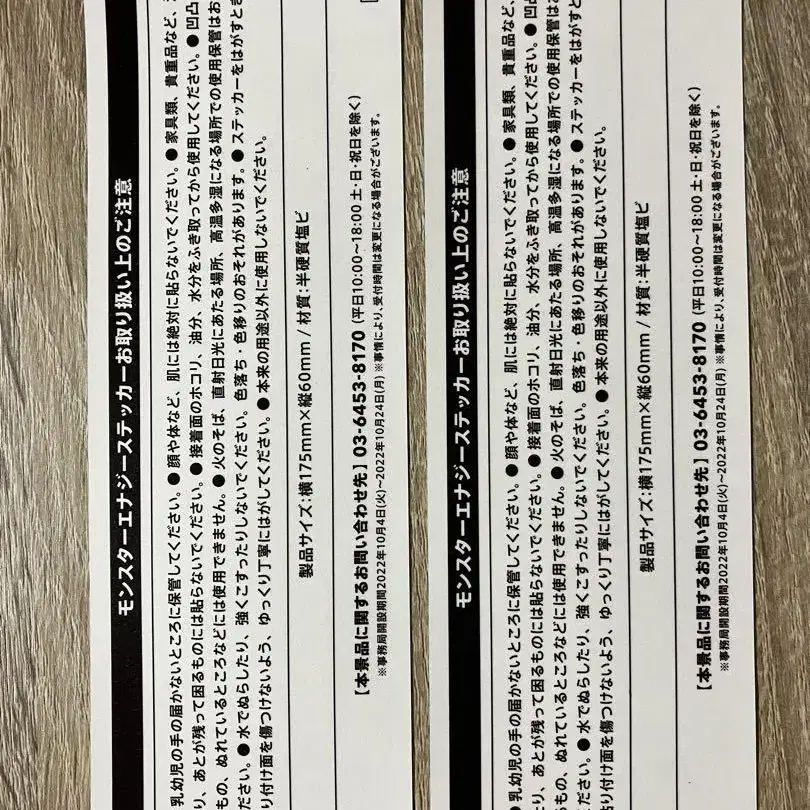 モンスターエナジーステッカーお取り扱い上のご注意
乳幼児の手の届かないところに保管してください。● 顔や体など、肌には絶対に貼らないでください。● 家具類、貴重品など、
り、あとが残って困るものには貼らないでください。● 接着面のホコリ、油分、水分をふき取ってから使用してください。● 凹凸
もの、ぬれているところなどには使用できません。● 火のそば、直射日光にあたる場所、高温多湿になる場所での使用保管はお
ださい。● 水でぬらしたり、強くこすったりしないでください。色落ち・色移りのおそれがあります。● ステッカーをはがすとき
り付け面を傷つけないよう、ゆっくり丁寧にはがしてください。● 本来の用途以外に使用しないでください。
製品サイズ:横175mm×縦60mm / 材質:半硬質塩ビ
【本景品に関するお問い合わせ先】03-6453-8170 (平日10:00〜18:00 土・日・祝日を除く)
※事務局開設期間2022年10月4日(火)〜2022年10月24日(月) ※事情により、受付時間は変更になる場合がございます。
モンスターエナジーステッカーお取り扱い上のご注意
乳幼児の手の届かないところに保管してください。● 顔や体など、肌には絶対に貼らないでください。● 家具類、貴重品など、
り、あとが残って困るものには貼らないでください。● 接着面のホコリ、油分、水分をふき取ってから使用してください。● 凹凸
もの、ぬれているところなどには使用できません。● 火のそば、直射日光にあたる場所、高温多湿になる場所での使用保管はお
ださい。● 水でぬらしたり、強くこすったりしないでください。色落ち・色移りのおそれがあります。● ステッカーをはがすとき
り付け面を傷つけないよう、ゆっくり丁寧にはがしてください。● 本来の用途以外に使用しないでください。
製品サイズ:横175mm×縦60mm / 材質:半硬質塩ビ
【本景品に関するお問い合わせ先】03-6453-8170 (平日10:00〜18:00 土・日・祝日を除く)
※事務局開設期間2022年10月4日(火)〜2022年10月24日(月) ※事情により、受付時間は変更になる場合がございます。